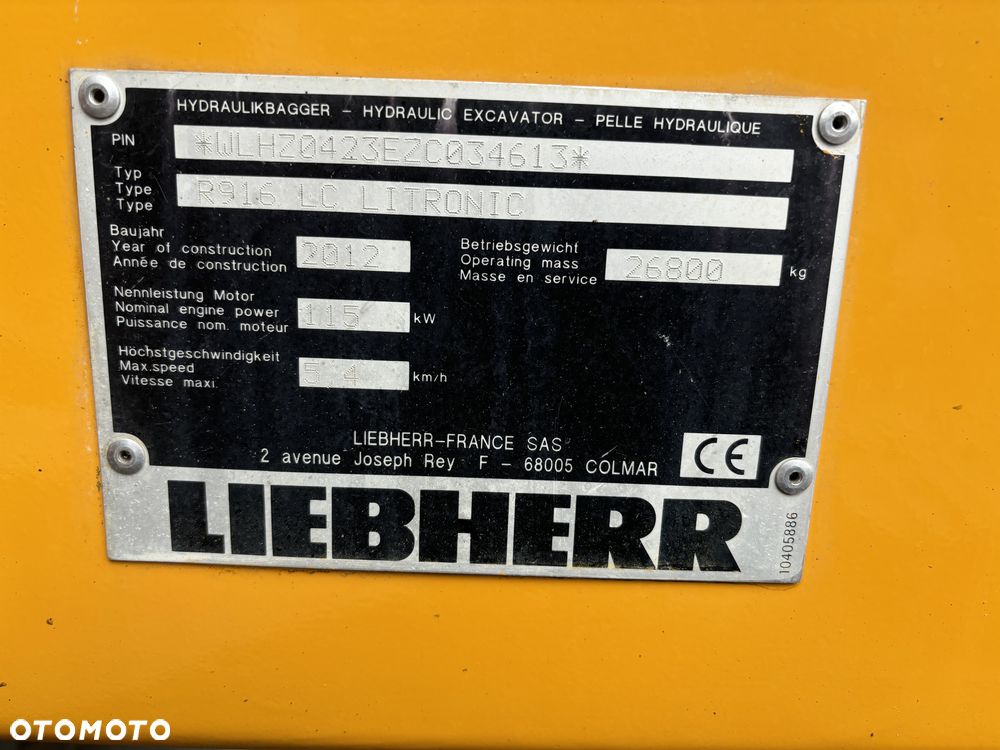 HYDRAULIKBAGGER - HYDRAULIC EXCAVATOR - PELLE HYDRAULIQUE
PIN *WLHZ0423EZC034613*
Typ
Type
Type R916 LC LITRONIC
Baujahr
Year of construction
Année de construction 2012
Betriebsgewicht
Operating mass
Masse en service 26800 kg
Nennleistung Motor
Nominal engine power
Puissance nom. moteur 115 kW
Höchstgeschwindigkeit
Max.speed
Vitesse maxi. 5,4 km/h
LIEBHERR-FRANCE SAS
2 avenue Joseph Rey F - 68005 COLMAR
CE
LIEBHERR
10405886
OTOMOTO